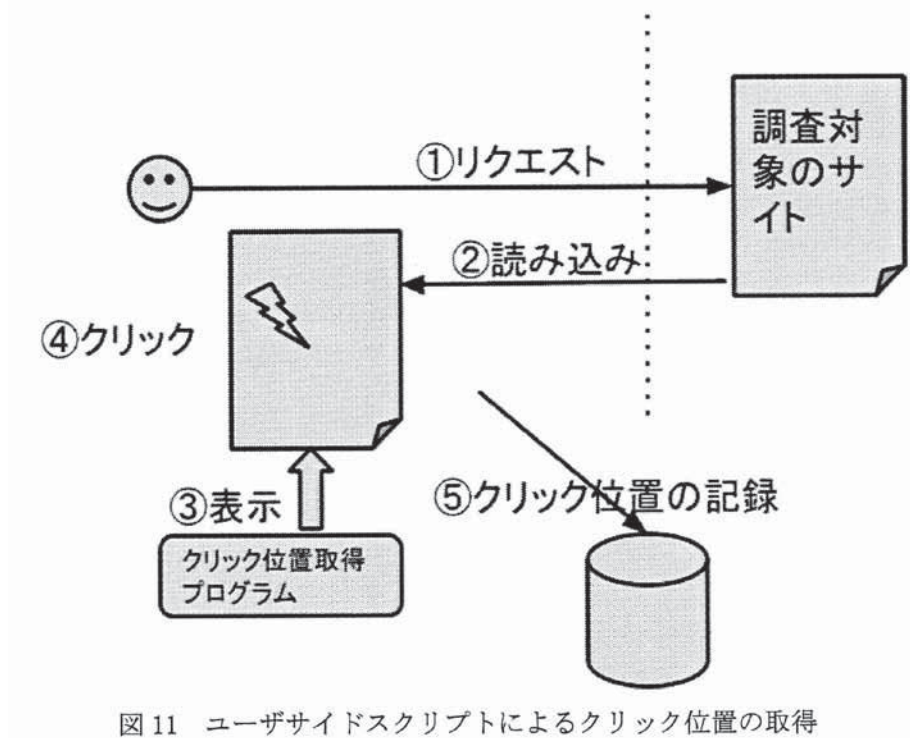 ①リクエスト
調査対
象のサ
イト
②読み込み
④クリック
③表示
⑤クリック位置の記録
クリック位置取得
プログラム
図 11 ユーザサイドスクリプトによるクリック位置の取得